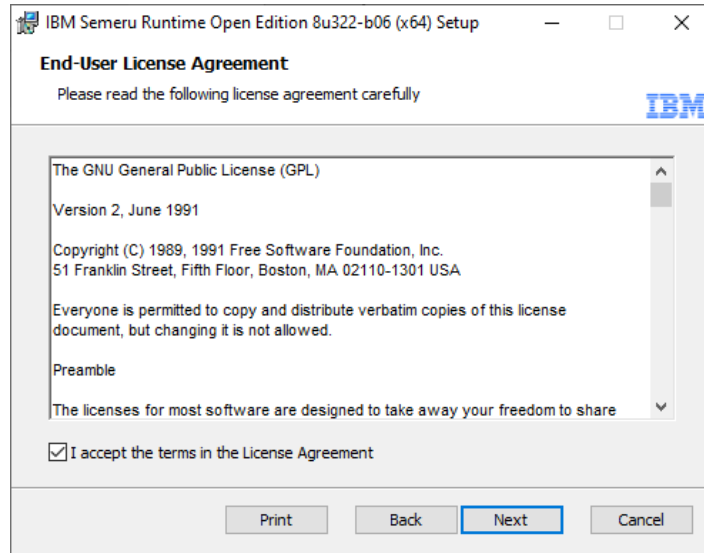 IBM Semeru Runtime Open Edition 8u322-b06 (x64) Setup
End-User License Agreement
Please read the following license agreement carefully
IBM
The GNU General Public License (GPL)
Version 2, June 1991
Copyright (C) 1989, 1991 Free Software Foundation, Inc.
51 Franklin Street, Fifth Floor, Boston, MA 02110-1301 USA
Everyone is permitted to copy and distribute verbatim copies of this license
document, but changing it is not allowed.
Preamble
The licenses for most software are designed to take away your freedom to share
I accept the terms in the License Agreement
Print Back Next Cancel